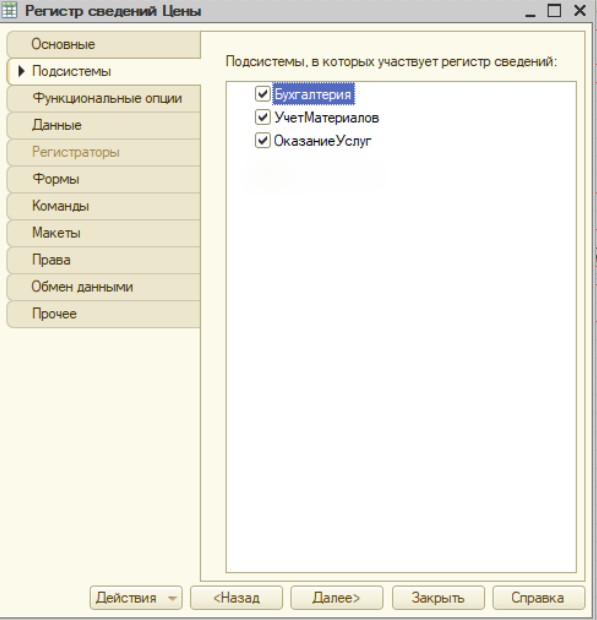 Регистр сведений Цены
Основные
Подсистемы
Функциональные опции
Данные
Регистраторы
Формы
Команды
Макеты
Права
Обмен данными
Прочее
Подсистемы, в которых участвует регистр сведений:
Бухгалтерия
УчетМатериалов
ОказаниеУслуг
Действия
<Назад
Далее>
Закрыть
Справка